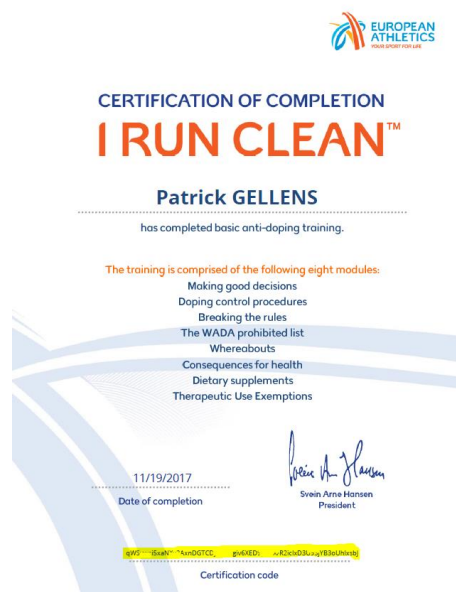 EUROPEAN
ATHLETICS
YOUR SPORT FOR LIFE
CERTIFICATION OF COMPLETION
I RUN CLEAN™
Patrick GELLENS
has completed basic anti-doping training.
The training is comprised of the following eight modules:
Making good decisions
Doping control procedures
Breaking the rules
The WADA prohibited list
Whereabouts
Consequences for health
Dietary supplements
Therapeutic Use Exemptions
11/19/2017
Date of completion
Svein Arne Hansen
President
Certification code